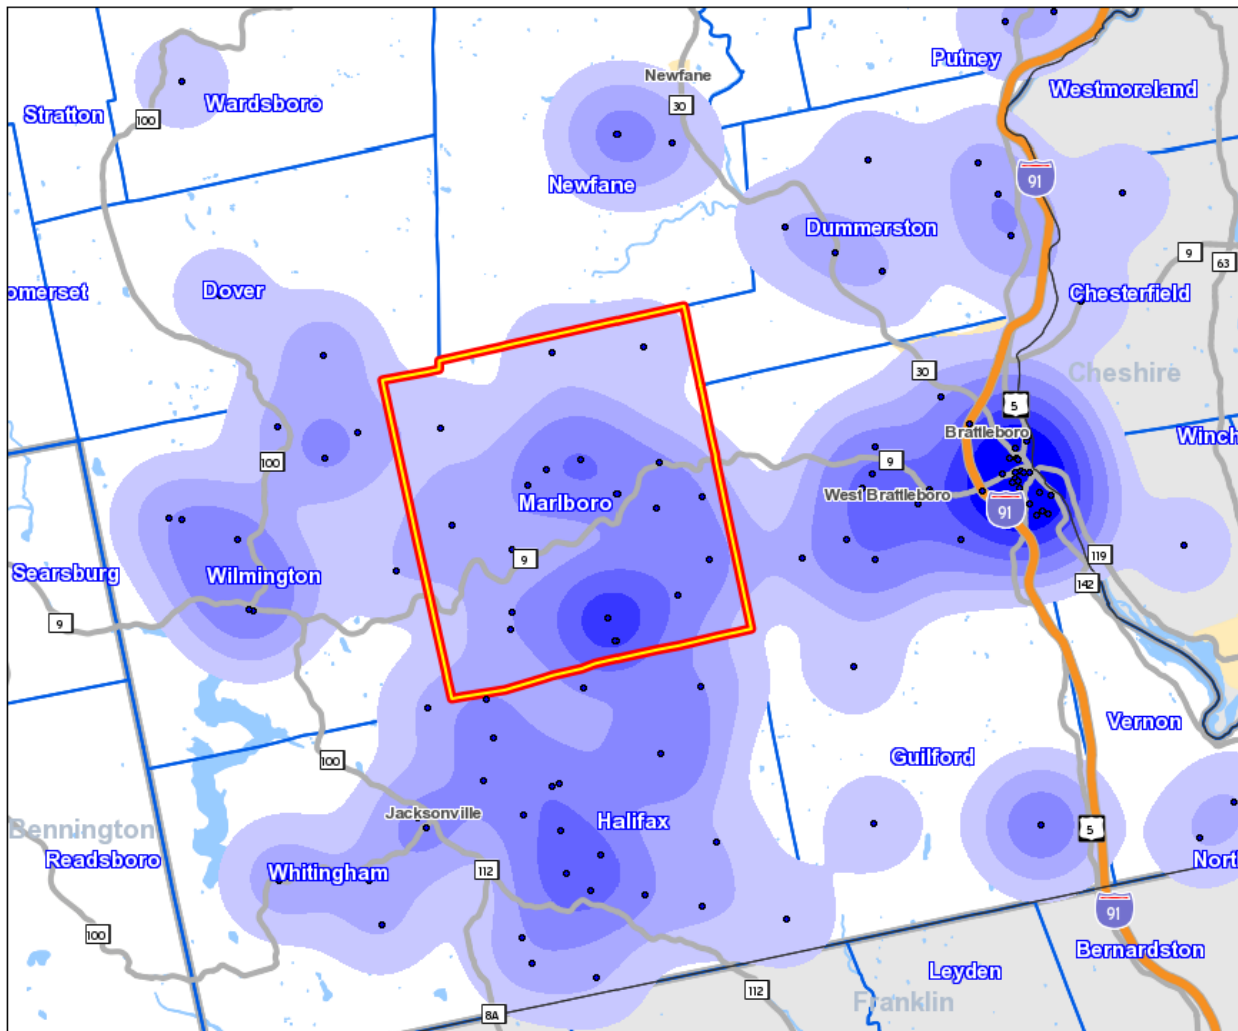 Putney
Newfane
Westmoreland
Wardsboro
30
Stratton
100
91
Newfane
Dummerston
9
63
omerset
Dover
Chesterfield
30
Cheshire
5
Brattleboro
Winch
100
9
West Brattleboro
Marlboro
91
119
9
Searsburg
Wilmington
142
9
Vernon
Guilford
100
Jacksonville
Halifax
Bennington
5
Readsboro
Whitingham
112
North
91
100
Bernardston
Leyden
112
Franklin
8A